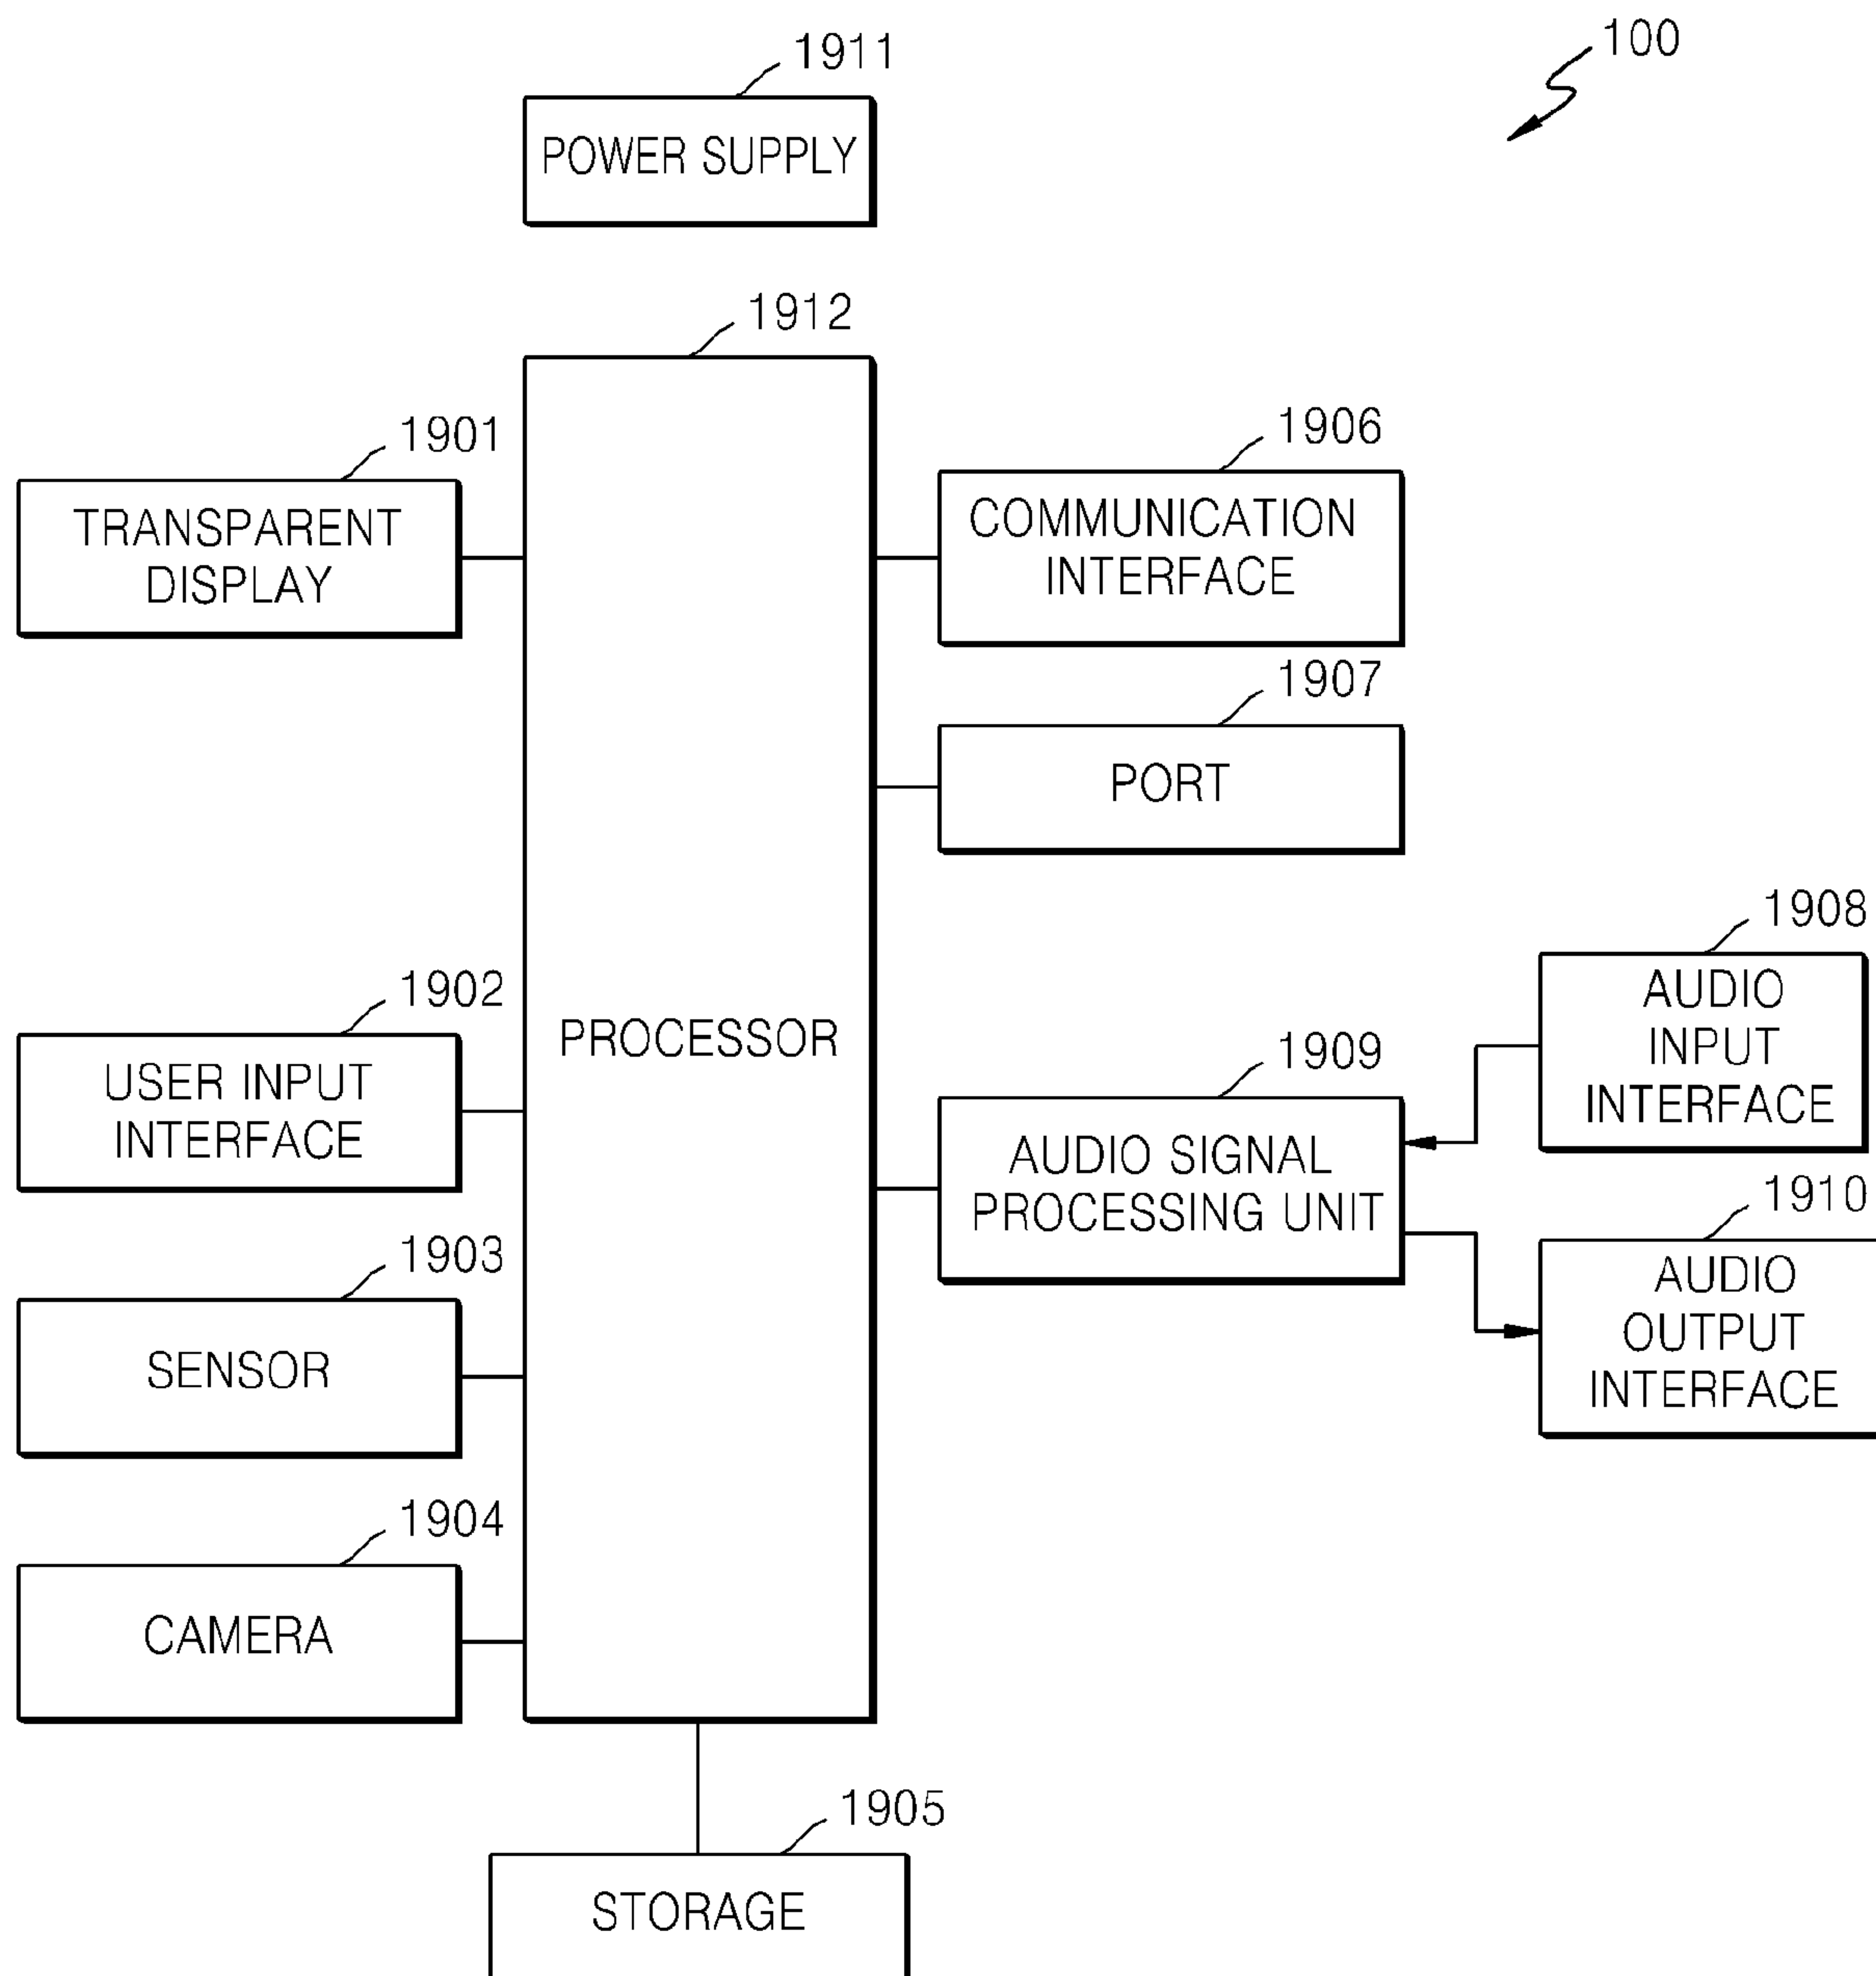 100
1911
POWER SUPPLY
1912
PROCESSOR
1901
TRANSPARENT
DISPLAY
1906
COMMUNICATION
INTERFACE
1907
PORT
1902
USER INPUT
INTERFACE
1908
AUDIO
INPUT
INTERFACE
1909
AUDIO SIGNAL
PROCESSING UNIT
1910
AUDIO
OUTPUT
INTERFACE
1903
SENSOR
1904
CAMERA
1905
STORAGE